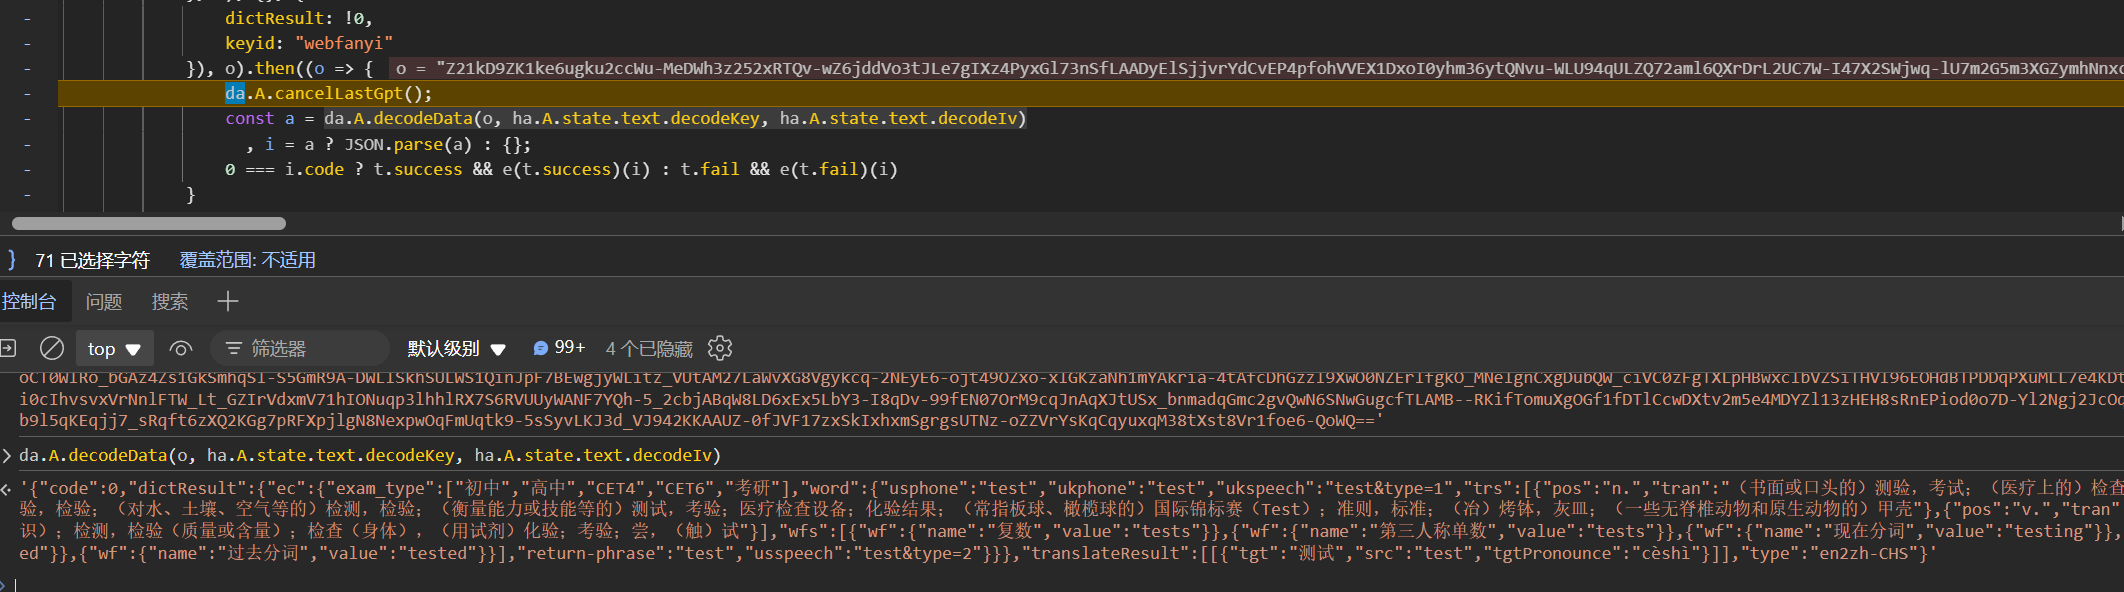 dictResult: !0,
keyid: "webfanyi"
}), o).then((o => { o = "Z21kD9ZK1ke6ugku2ccWu-MeDWh3z252xRTQv-wZ6jddVo3tJLe7gIXz4PyxGl73nSfLAADyElSjjvrYdCvEP4pfohVVEX1DxoI0yhm36ytQNvu-WLU94qULZQ72aml6QXrDrL2UC7W-I47X2SWjwq-lU7m2G5m3XGZymhNnxc
da.A.cancelLastGpt();
const a = da.A.decodeData(o, ha.A.state.text.decodeKey, ha.A.state.text.decodeIv)
, i = a ? JSON.parse(a) : {};
0 === i.code ? t.success && e(t.success)(i) : t.fail && e(t.fail)(i)
}
} 71 已选择字符 覆盖范围: 不适用
控制台 问题 搜索
top 筛选器 默认级别 99+ 4 个已隐藏
i0cIhvsvxVrNnlFTW_Lt_GZIrVdxmV71hIONuqp3lhhlRX7S6RVUUyWANF7YQh-5_2cbjABqW8LD6xEx5LbY3-I8qDv-99fEN07OrM9cqJnAqXJtUSx_bnmadqGmc2gvQwN6SNwGugcfTLAMB--RKifTomuXgOGf1fDTlCcwDXtv2m5e4MDYZl13zHEH8sRnEPiod0o7D-Yl2Ngj2JcOd
b9l5qKEqjj7_sRqft6zXQ2KGg7pRFXpjlgN8NexpwOqFmUqtk9-5sSyvLKJ3d_VJ942KKAAUZ-0fJVF17zxSkIxhxmSgrgsUTNz-oZZVrYsKqCqyuxqM38tXst8Vr1foe6-QoWQ=='
da.A.decodeData(o, ha.A.state.text.decodeKey, ha.A.state.text.decodeIv)
'{"code":0,"dictResult":{"ec":{"exam_type":["初中","高中","CET4","CET6","考研"],"word":{"usphone":"test","ukphone":"test","ukspeech":"test&type=1","trs":[{"pos":"n.","tran":"（书面或口头的）测验，考试；（医疗上的）检查
验，检验；（对水、土壤、空气等的）检测，检验；（衡量能力或技能等的）测试，考验；医疗检查设备；化验结果；（常指板球、橄榄球的）国际锦标赛（Test）；准则，标准；（冶）烤钵，灰皿；（一些无脊椎动物和原生动物的）甲壳"},{"pos":"v.","tran"
识）；检测，检验（质量或含量）；检查（身体），（用试剂）化验；考验；尝，（触）试"}],"wfs":[{"wf":{"name":"复数","value":"tests"}},{"wf":{"name":"第三人称单数","value":"tests"}},{"wf":{"name":"现在分词","value":"testing"}},
ed"}},{"wf":{"name":"过去分词","value":"tested"}}],"return-phrase":"test","usspeech":"test&type=2"}}},"translateResult":[[{"tgt":"测试","src":"test","tgtPronounce":"cèshì"}]],"type":"en2zh-CHS"}'